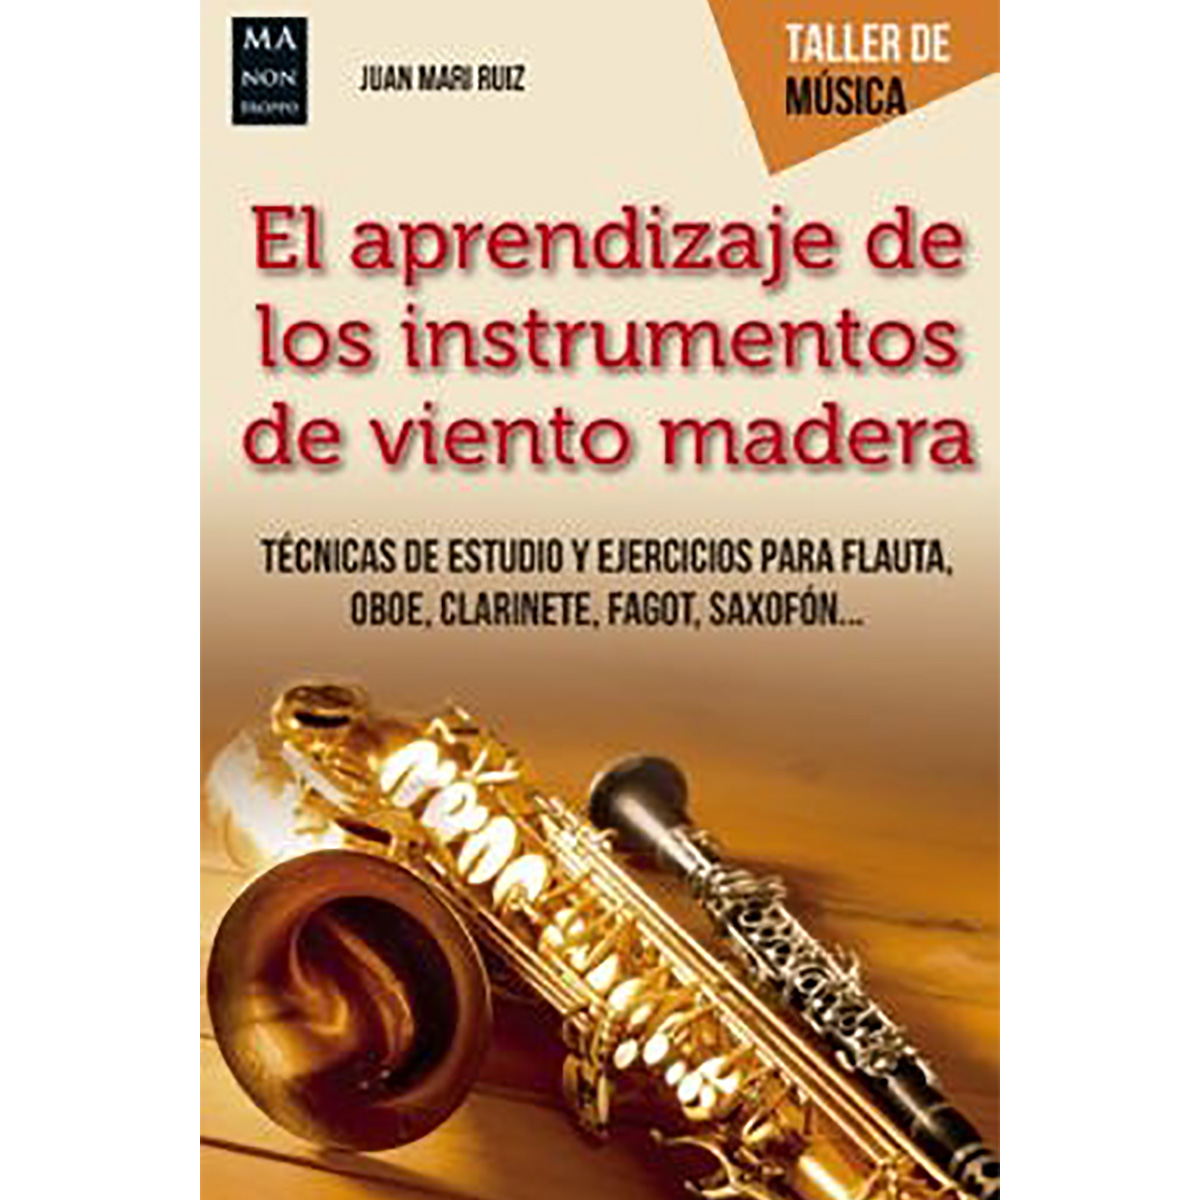 MA
NON
TROPPO
JUAN MARI RUIZ
TALLER DE
MÚSICA
El aprendizaje de
los instrumentos
de viento madera
TÉCNICAS DE ESTUDIO Y EJERCICIOS PARA FLAUTA,
OBOE, CLARINETE, FAGOT, SAXOFÓN...